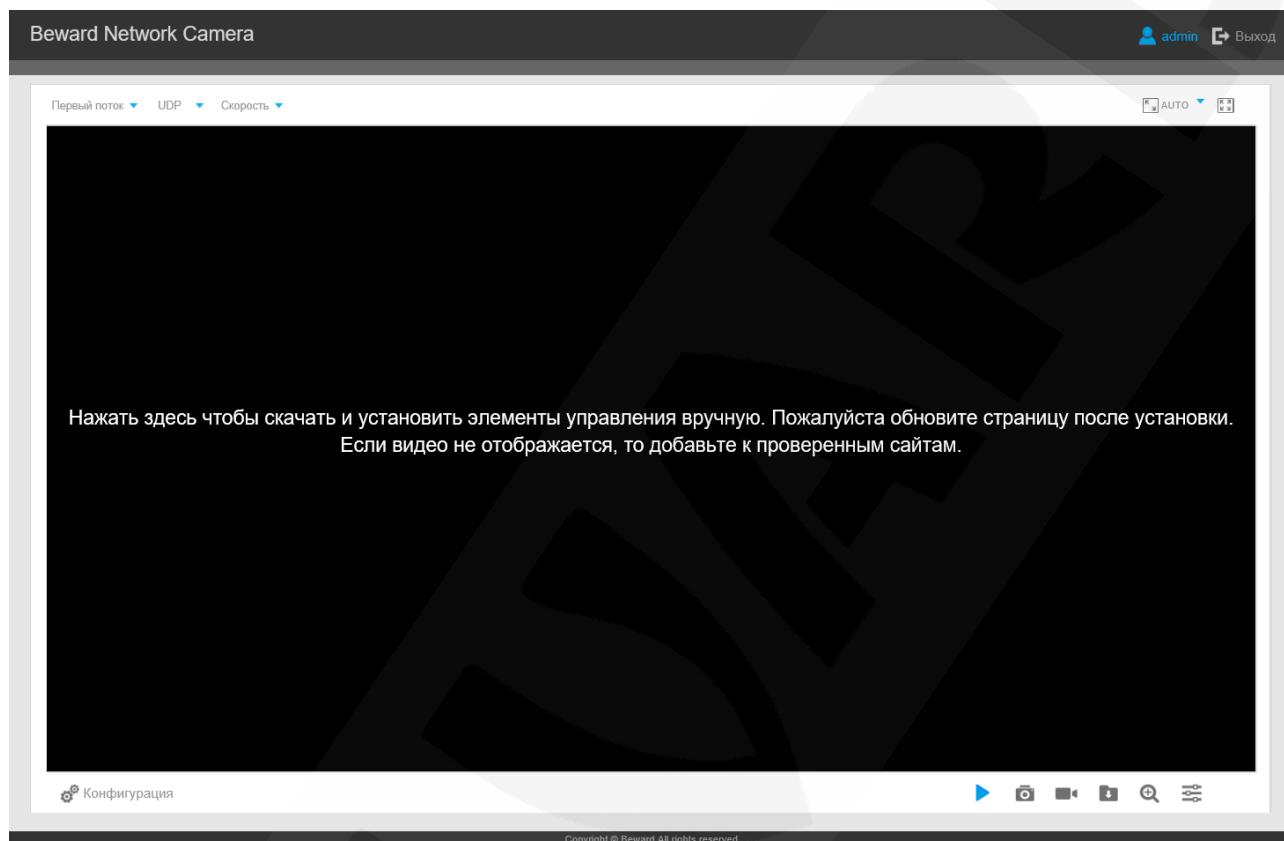 Beward Network Camera
admin Выход
Первый поток UDP Скорость AUTO
Нажать здесь чтобы скачать и установить элементы управления вручную. Пожалуйста обновите страницу после установки.
Если видео не отображается, то добавьте к проверенным сайтам.
Конфигурация
Copyright © Beward.All rights reserved